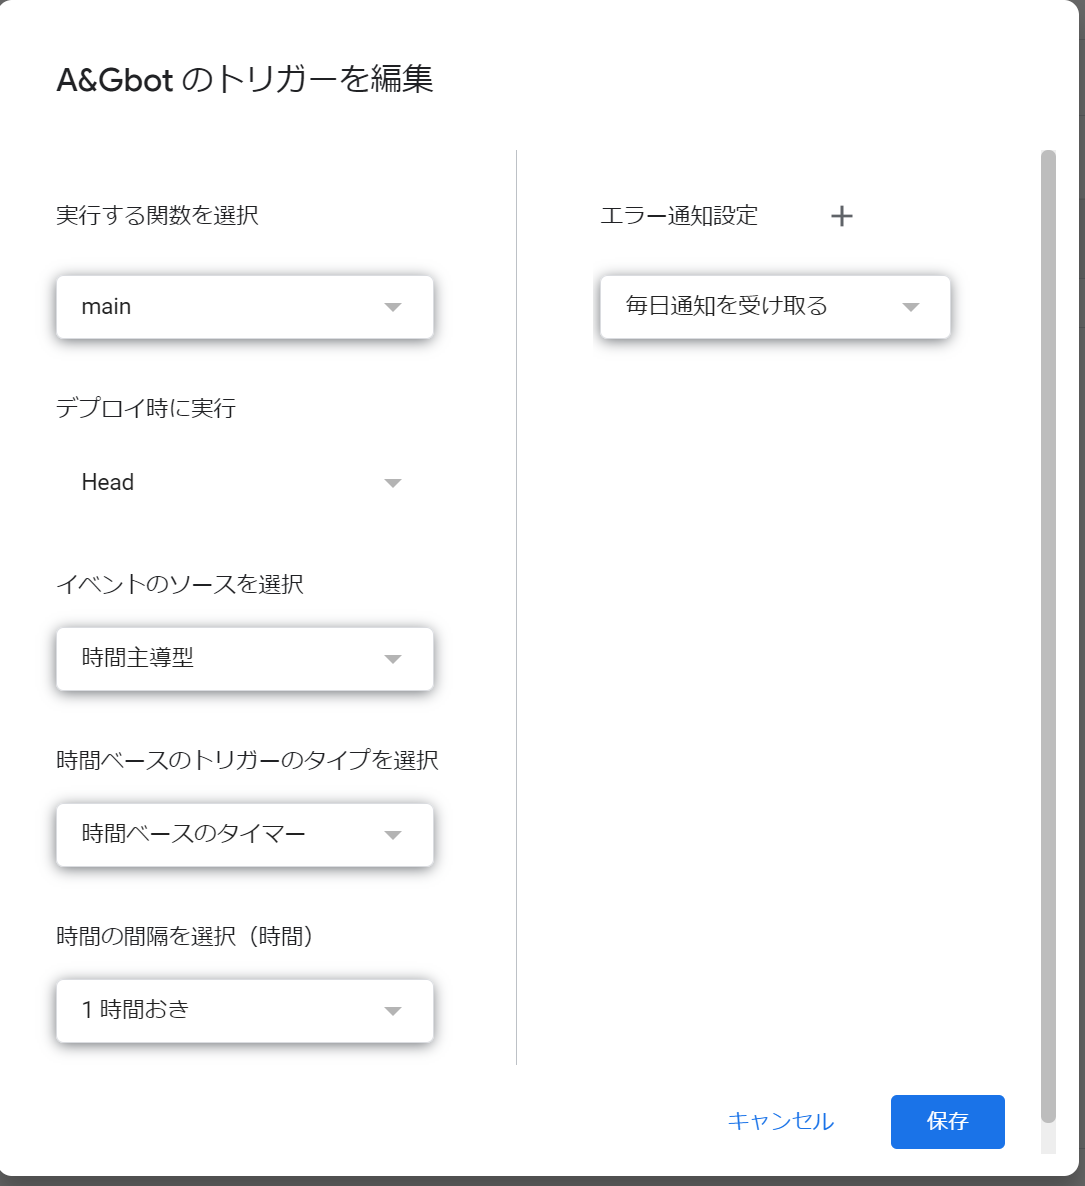 A&Gbot のトリガーを編集
実行する関数を選択
main
デプロイ時に実行
Head
イベントのソースを選択
時間主導型
時間ベースのトリガーのタイプを選択
時間ベースのタイマー
時間の間隔を選択（時間）
1 時間おき
エラー通知設定
毎日通知を受け取る
キャンセル
保存